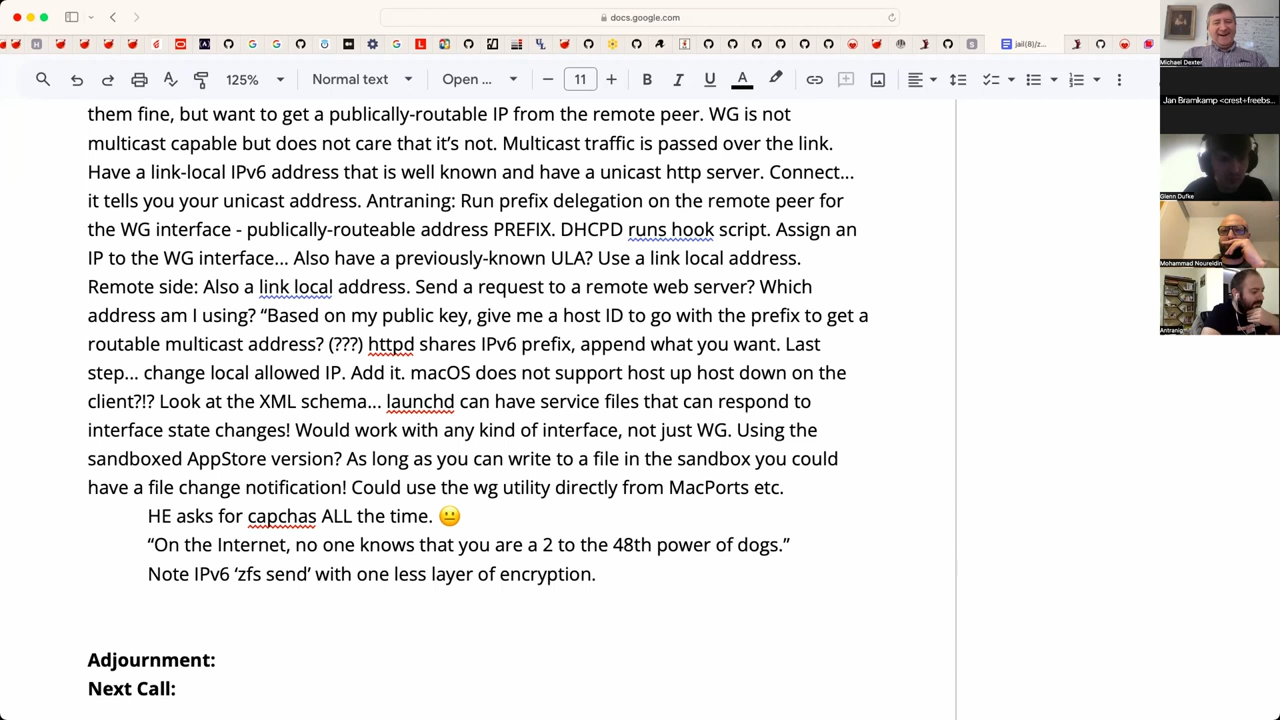 docs.google.com
jail(8)/z...
125%
Normal text
Open ...
11
them fine, but want to get a publically-routable IP from the remote peer. WG is not
multicast capable but does not care that it’s not. Multicast traffic is passed over the link.
Have a link-local IPv6 address that is well known and have a unicast http server. Connect...
it tells you your unicast address. Antraning: Run prefix delegation on the remote peer for
the WG interface - publically-routeable address PREFIX. DHCPD runs hook script. Assign an
IP to the WG interface... Also have a previously-known ULA? Use a link local address.
Remote side: Also a link local address. Send a request to a remote web server? Which
address am I using? “Based on my public key, give me a host ID to go with the prefix to get a
routable multicast address? (???) httpd shares IPv6 prefix, append what you want. Last
step... change local allowed IP. Add it. macOS does not support host up host down on the
client?!? Look at the XML schema... launchd can have service files that can respond to
interface state changes! Would work with any kind of interface, not just WG. Using the
sandboxed AppStore version? As long as you can write to a file in the sandbox you could
have a file change notification! Could use the wg utility directly from MacPorts etc.
HE asks for capchas ALL the time. 😐
“On the Internet, no one knows that you are a 2 to the 48th power of dogs.”
Note IPv6 ‘zfs send’ with one less layer of encryption.
Adjournment:
Next Call:
Michael Dexter
Jan Bramkamp <crest+freebs...
Glenn Dufke
Mohammad Noureldin
Antranig